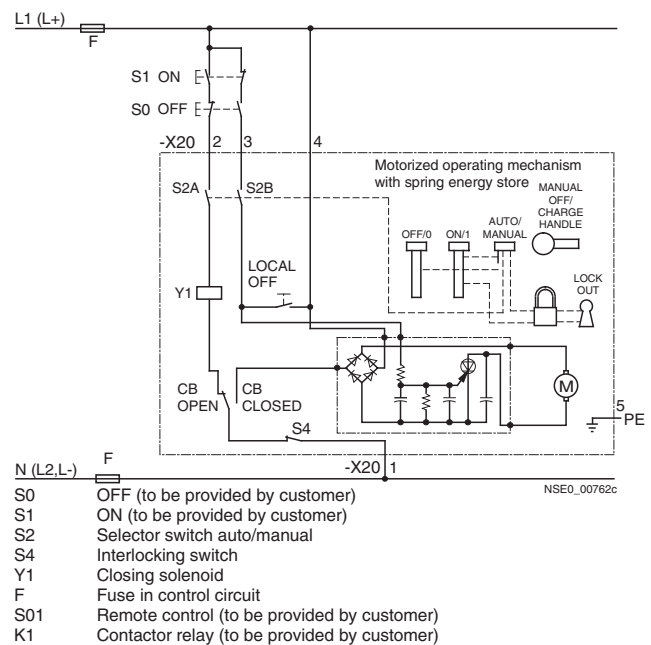 L1 (L+)
F
S1 ON
S0 OFF
-X20 2 3 4
Motorized operating mechanism
with spring energy store
MANUAL
OFF/
CHARGE
HANDLE
S2A
S2B
AUTO/
MANUAL
OFF/0
ON/1
LOCAL
OFF
LOCK
OUT
Y1
CB
OPEN
CB
CLOSED
M
S4
5
PE
N (L2,L-)
F
-X20 1
NSE0_00762c
S0 OFF (to be provided by customer)
S1 ON (to be provided by customer)
S2 Selector switch auto/manual
S4 Interlocking switch
Y1 Closing solenoid
F Fuse in control circuit
S01 Remote control (to be provided by customer)
K1 Contactor relay (to be provided by customer)